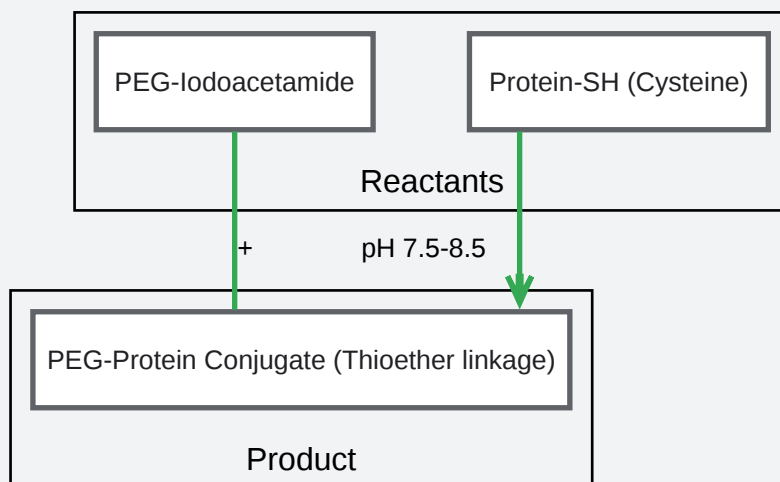 PEG-Iodoacetamide
Protein-SH (Cysteine)
Reactants
+
pH 7.5-8.5
PEG-Protein Conjugate (Thioether linkage)
Product